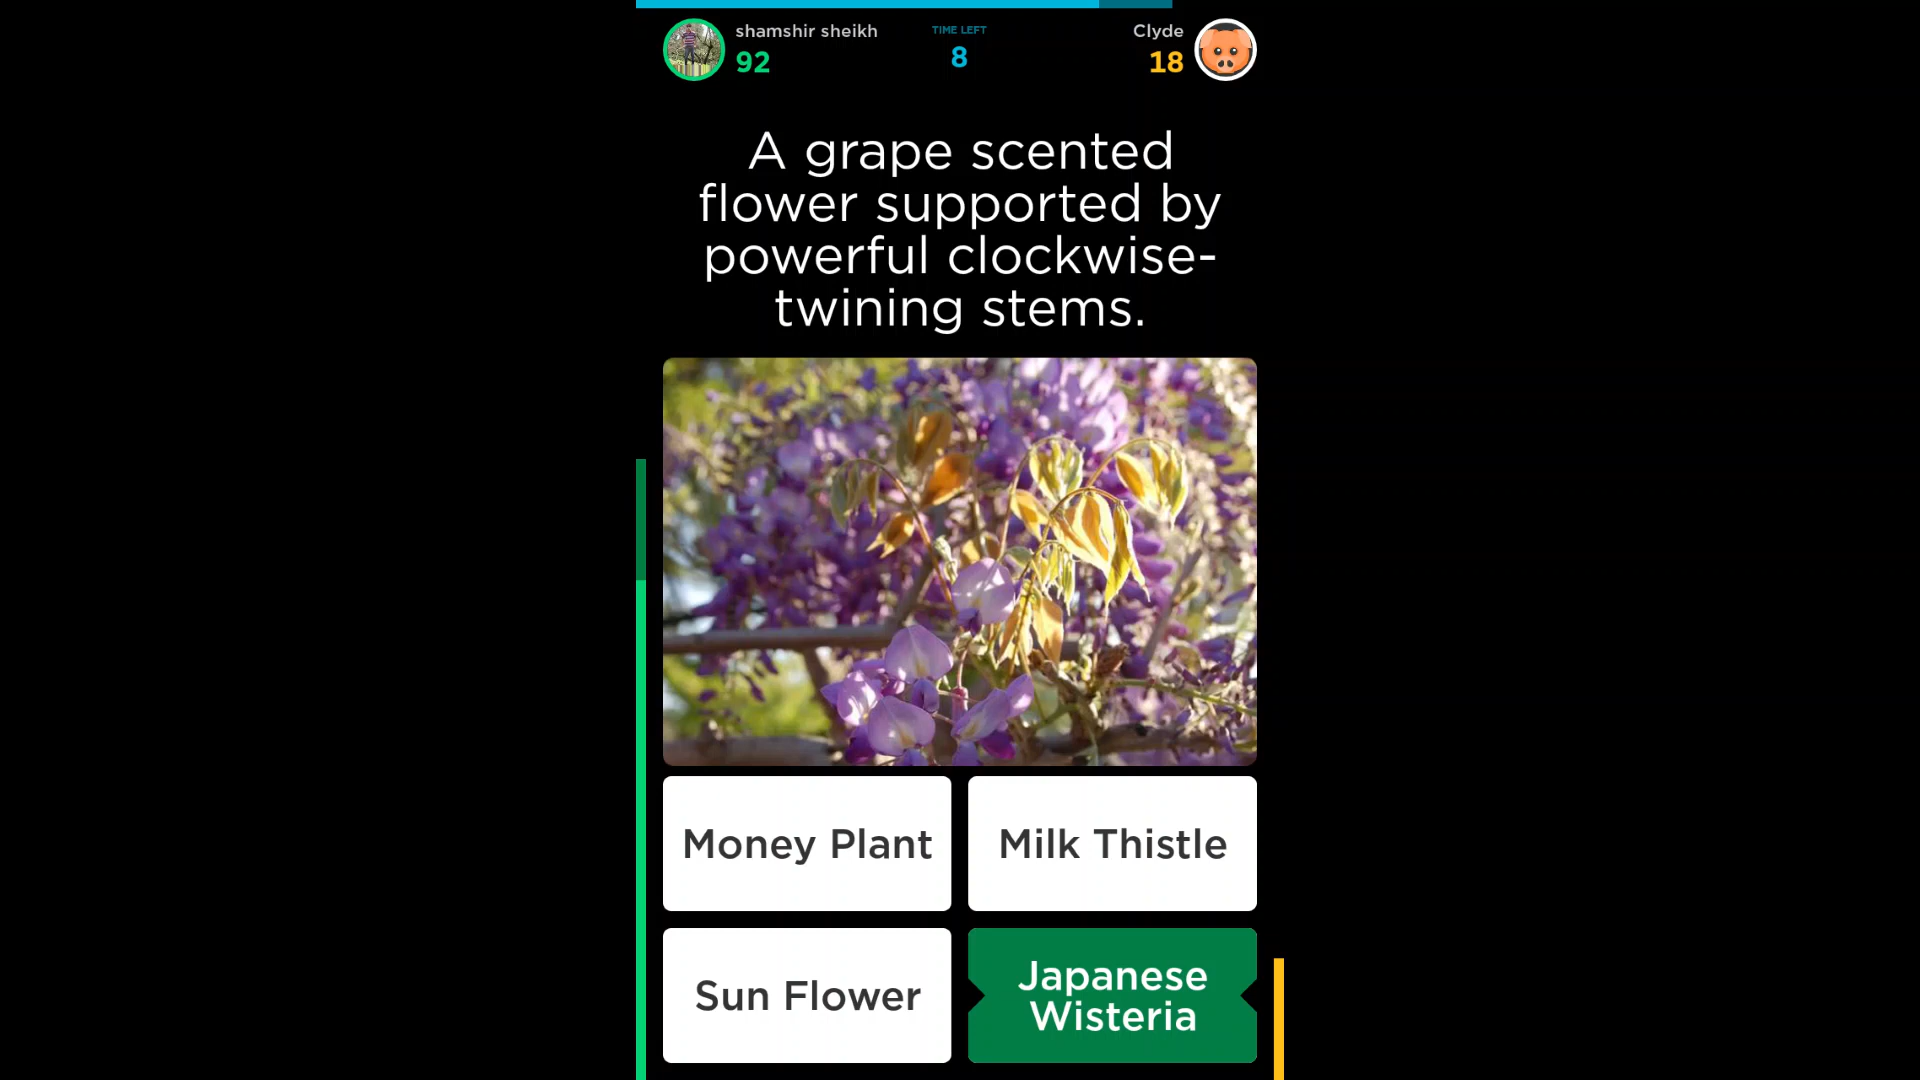 shamshir sheikh
92
TIME LEFT
8
Clyde
18
A grape scented
flower supported by
powerful clockwise-
twining stems.
Money Plant
Milk Thistle
Sun Flower
Japanese
Wisteria